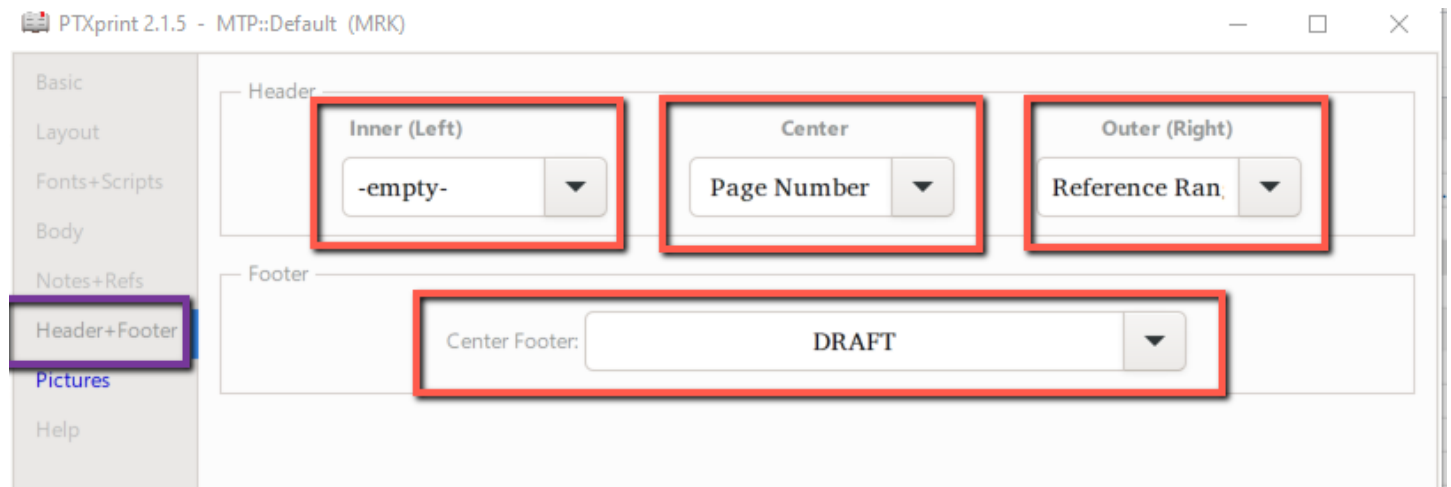 PTXprint 2.1.5 - MTP::Default (MRK)
Basic
Layout
Fonts+Scripts
Body
Notes+Refs
Header+Footer
Pictures
Help
Header
Inner (Left) Center Outer (Right)
-empty- Page Number Reference Ran
Footer
Center Footer: DRAFT